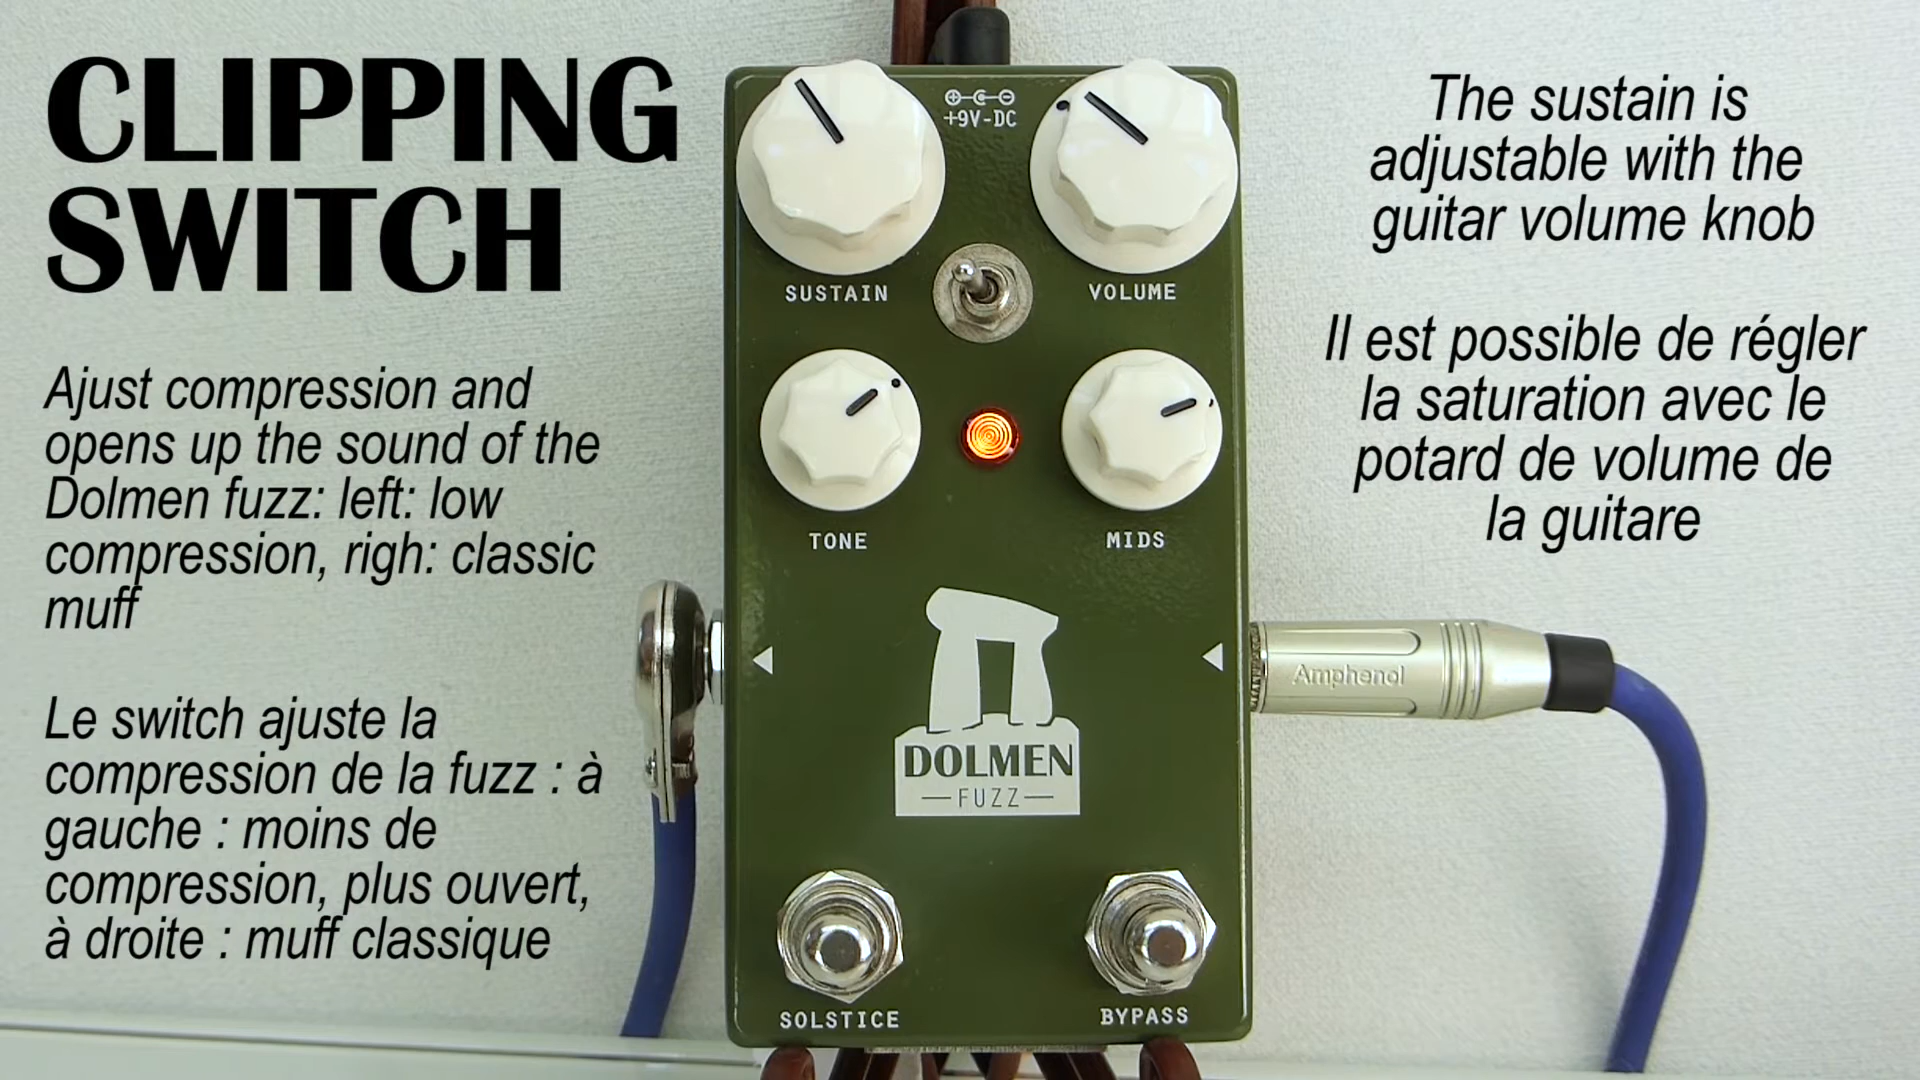 CLIPPING
SWITCH
Ajust compression and
opens up the sound of the
Dolmen fuzz: left: low
compression, righ: classic
muff
Le switch ajuste la
compression de la fuzz : à
gauche : moins de
compression, plus ouvert,
à droite : muff classique
+9V-DC
SUSTAIN
VOLUME
TONE
MIDS
DOLMEN
FUZZ
SOLSTICE
BYPASS
The sustain is
adjustable with the
guitar volume knob
Il est possible de régler
la saturation avec le
potard de volume de
la guitare
Amphenol